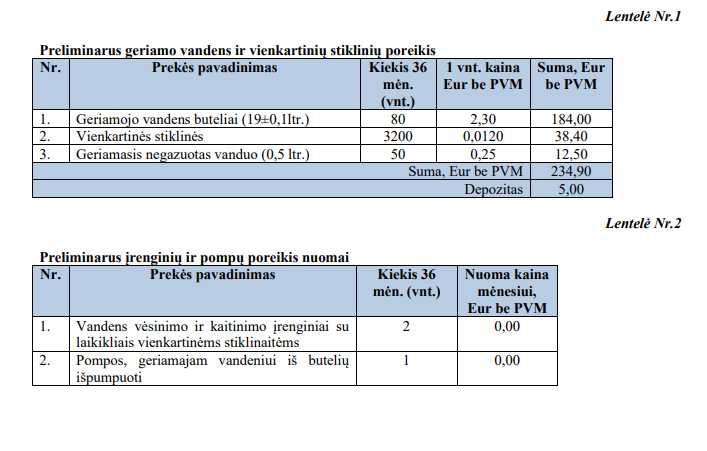 Lentelė Nr.1
Preliminarus geriamo vandens ir vienkartinių stiklinių poreikis
Nr. Prekės pavadinimas Kiekis 36 mėn. (vnt.) 1 vnt. kaina Eur be PVM Suma, Eur be PVM
1. Geriamojo vandens buteliai (19±0,1ltr.) 80 2,30 184,00
2. Vienkartinės stiklinės 3200 0,0120 38,40
3. Geriamasis negazuotas vanduo (0,5 ltr.) 50 0,25 12,50
Suma, Eur be PVM 234,90
Depozitas 5,00
Lentelė Nr.2
Preliminarus įrenginių ir pompų poreikis nuomai
Nr. Prekės pavadinimas Kiekis 36 mėn. (vnt.) Nuoma kaina mėnesiui, Eur be PVM
1. Vandens vėsinimo ir kaitinimo įrenginiai su laikikliais vienkartinėms stiklinaitėms 2 0,00
2. Pompos, geriamajam vandeniui iš butelių išpumpuoti 1 0,00